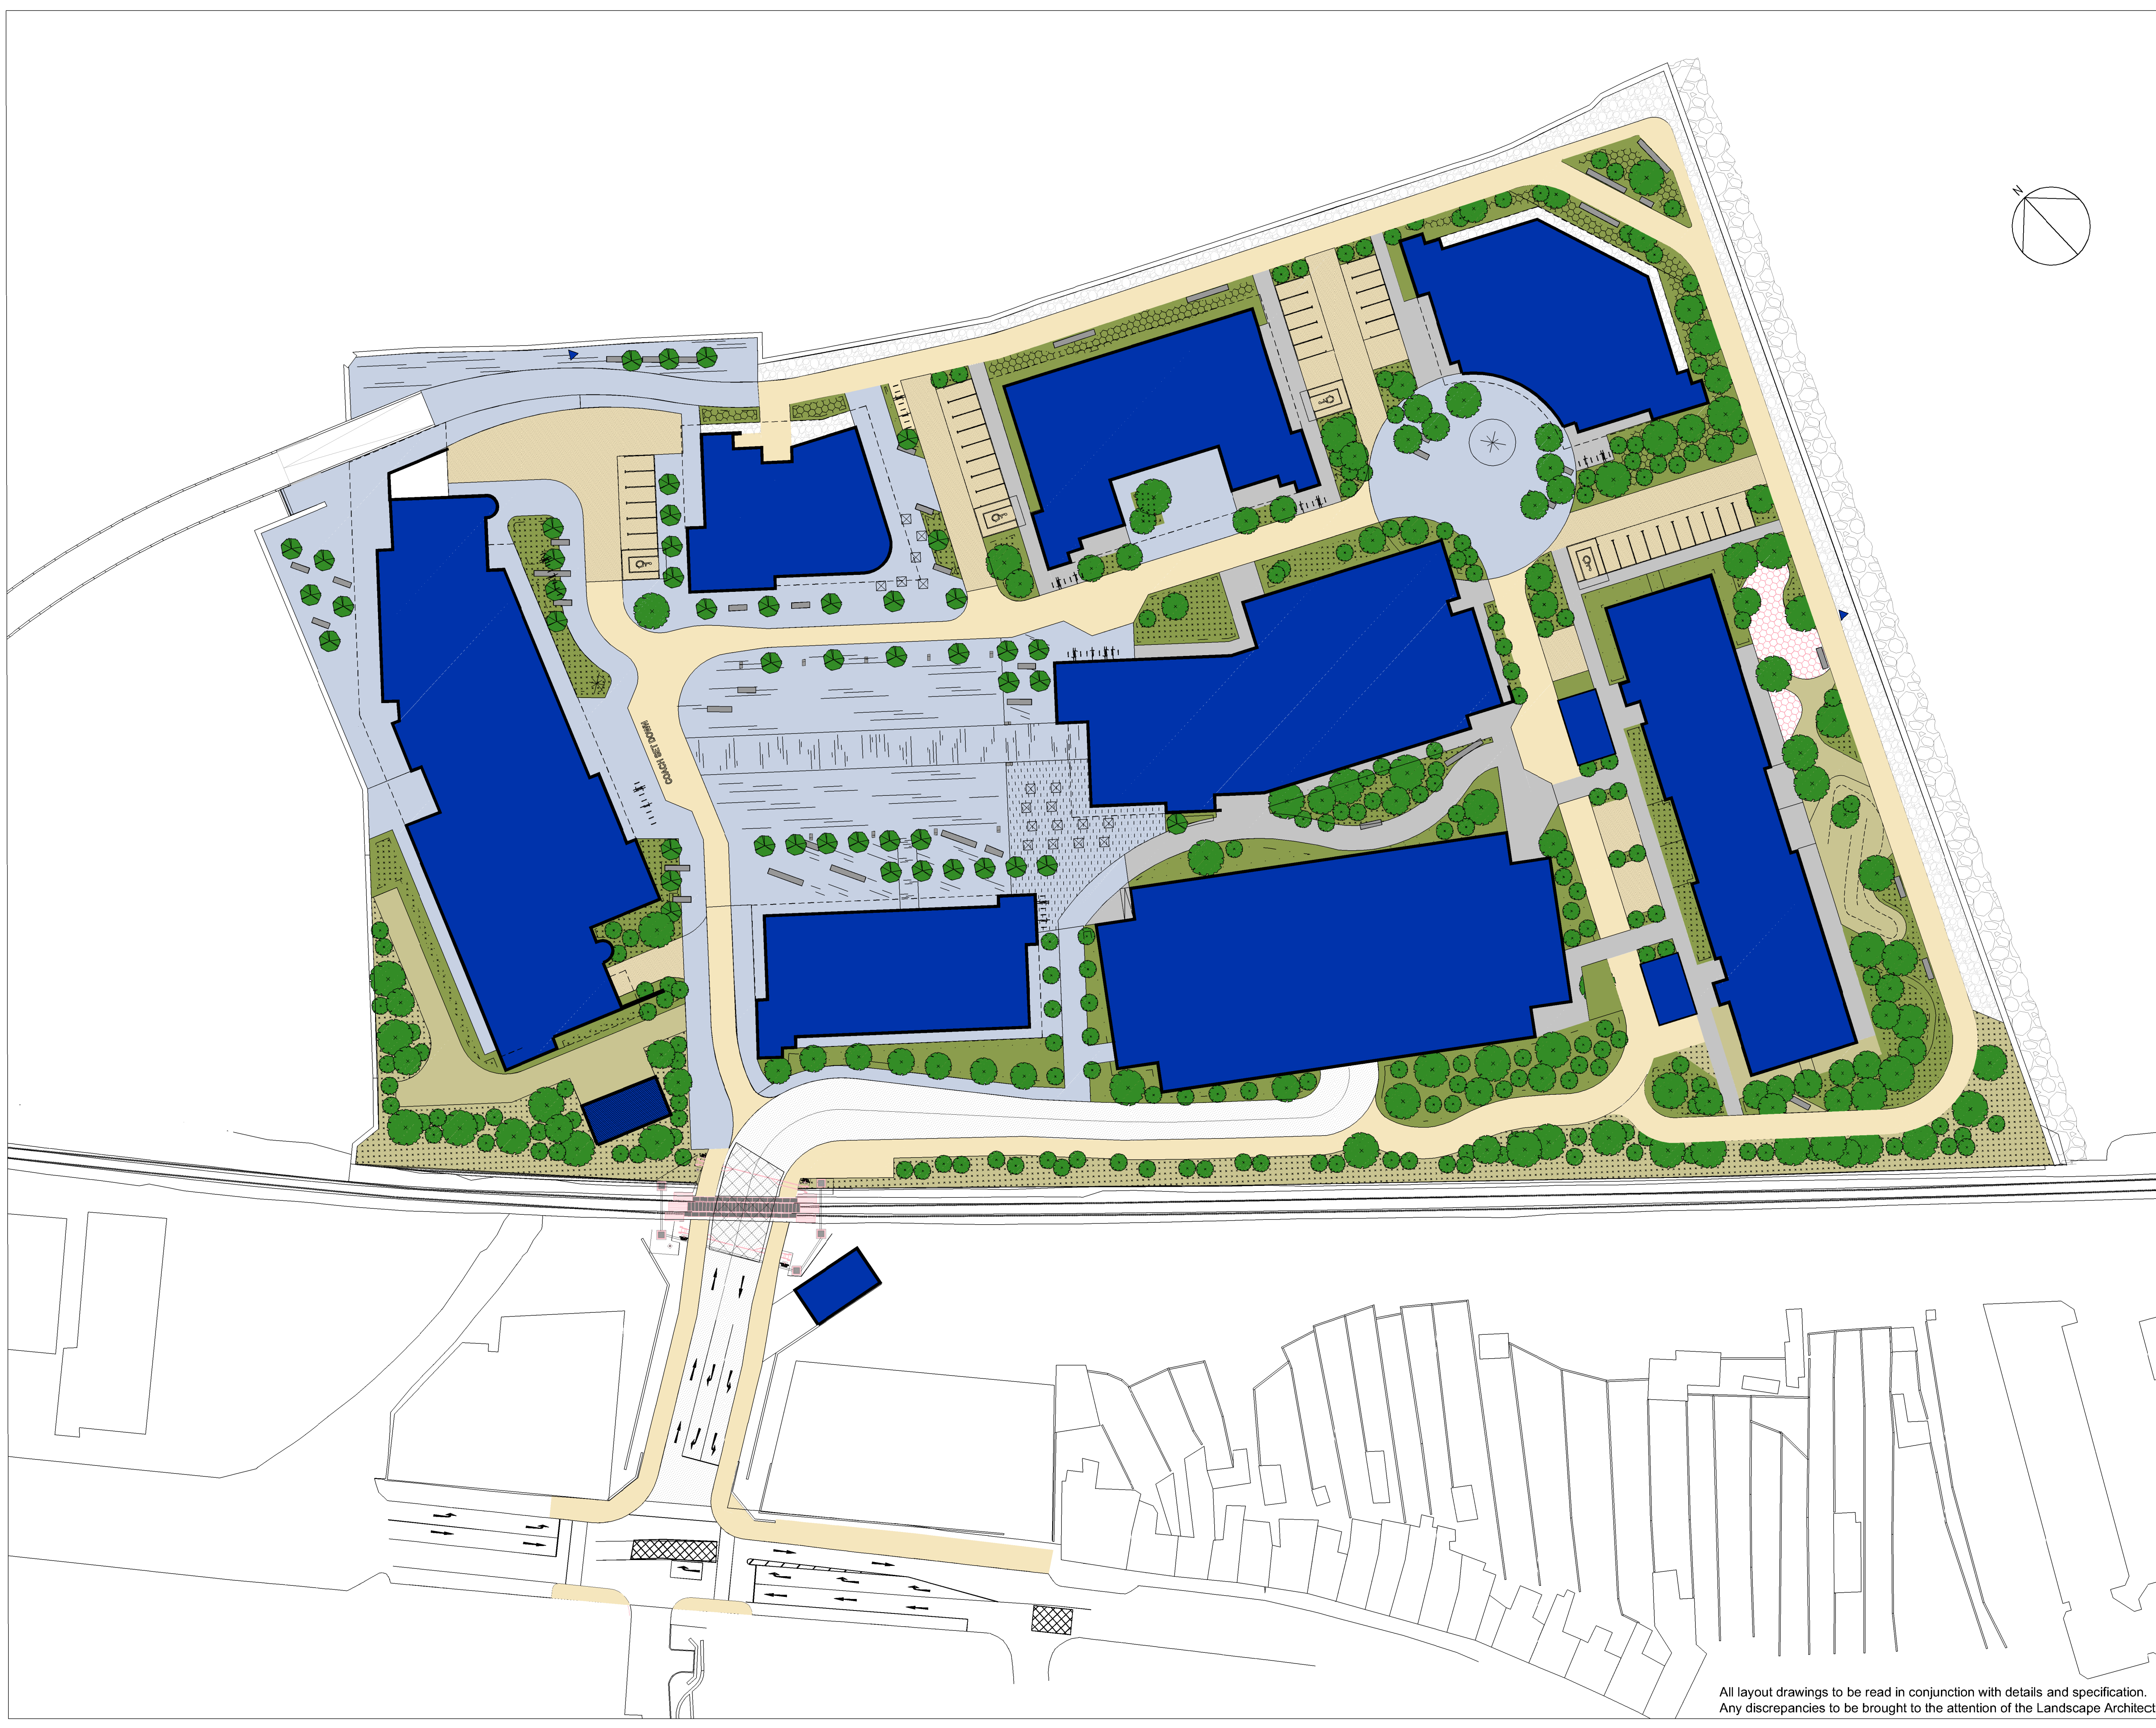 N
COACH SET DOWN
All layout drawings to be read in conjunction with details and specification.
Any discrepancies to be brought to the attention of the Landscape Architect